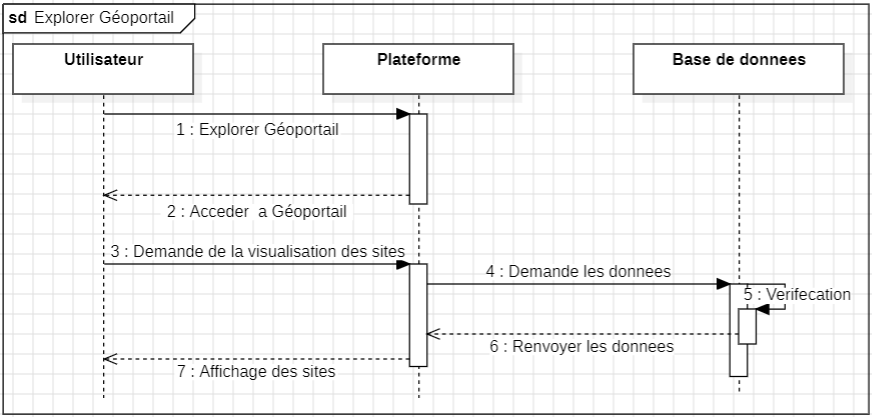 sd Explorer Géoportail
Utilisateur
Plateforme
Base de donnees
1 : Explorer Géoportail
2 : Acceder a Géoportail
3 : Demande de la visualisation des sites
4 : Demande les donnees
5 : Verifecation
6 : Renvoyer les donnees
7 : Affichage des sites